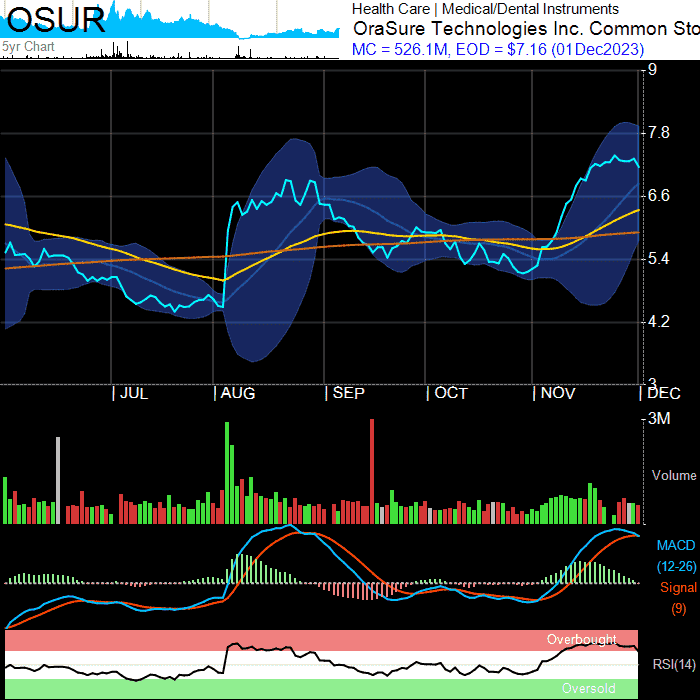 OSUR
5yr Chart
Health Care | Medical/Dental Instruments
OraSure Technologies Inc. Common Sto
MC = 526.1M, EOD = $7.16 (01Dec2023)
9
7.8
6.6
5.4
4.2
3
| JUL | AUG | SEP | OCT | NOV | DEC
3M
Volume
MACD
(12-26)
Signal
(9)
Overbought
RSI(14)
Oversold